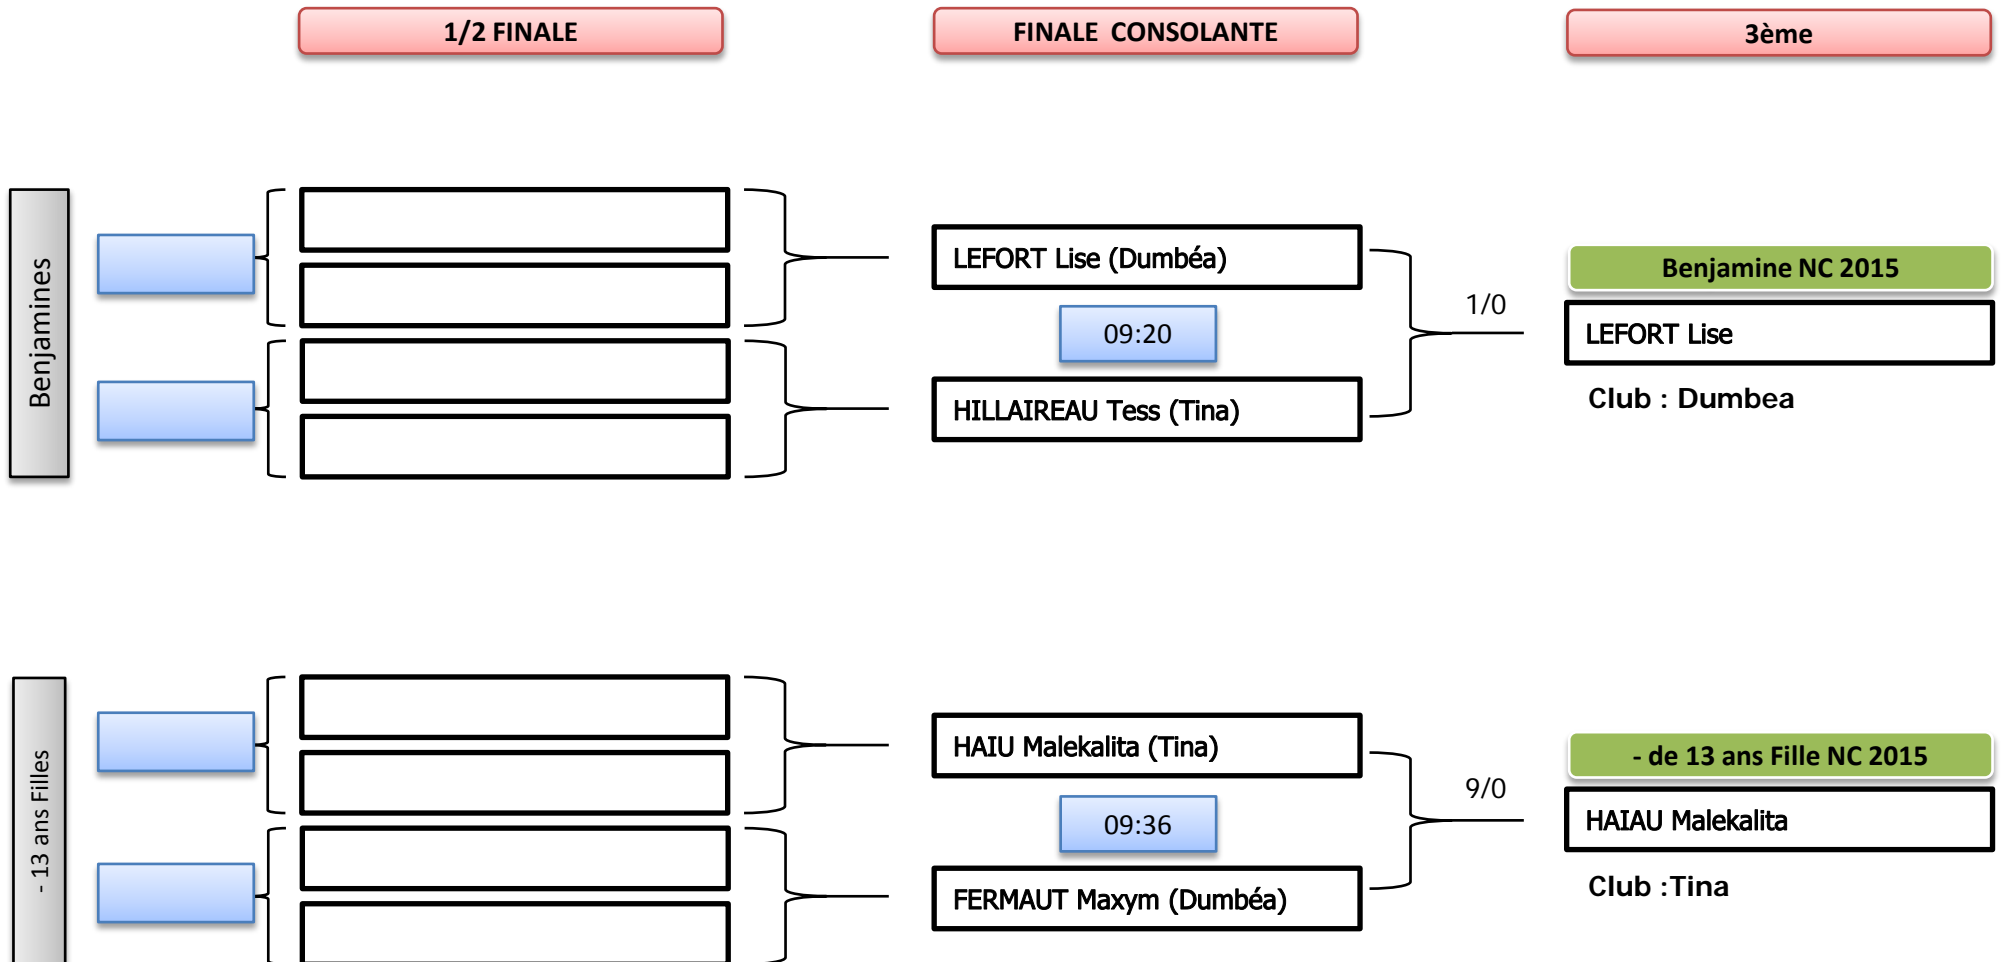 1/2 FINALE
FINALE  CONSOLANTE
3ème
Benjamines
LEFORT Lise (Dumbéa)
09:20
HILLAIREAU Tess (Tina)
1/0
Benjamine NC 2015
LEFORT Lise
Club : Dumbea
- 13 ans Filles
HAIU Malekalita (Tina)
09:36
FERMAUT Maxym (Dumbéa)
9/0
- de 13 ans Fille NC 2015
HAIAU Malekalita
Club :Tina